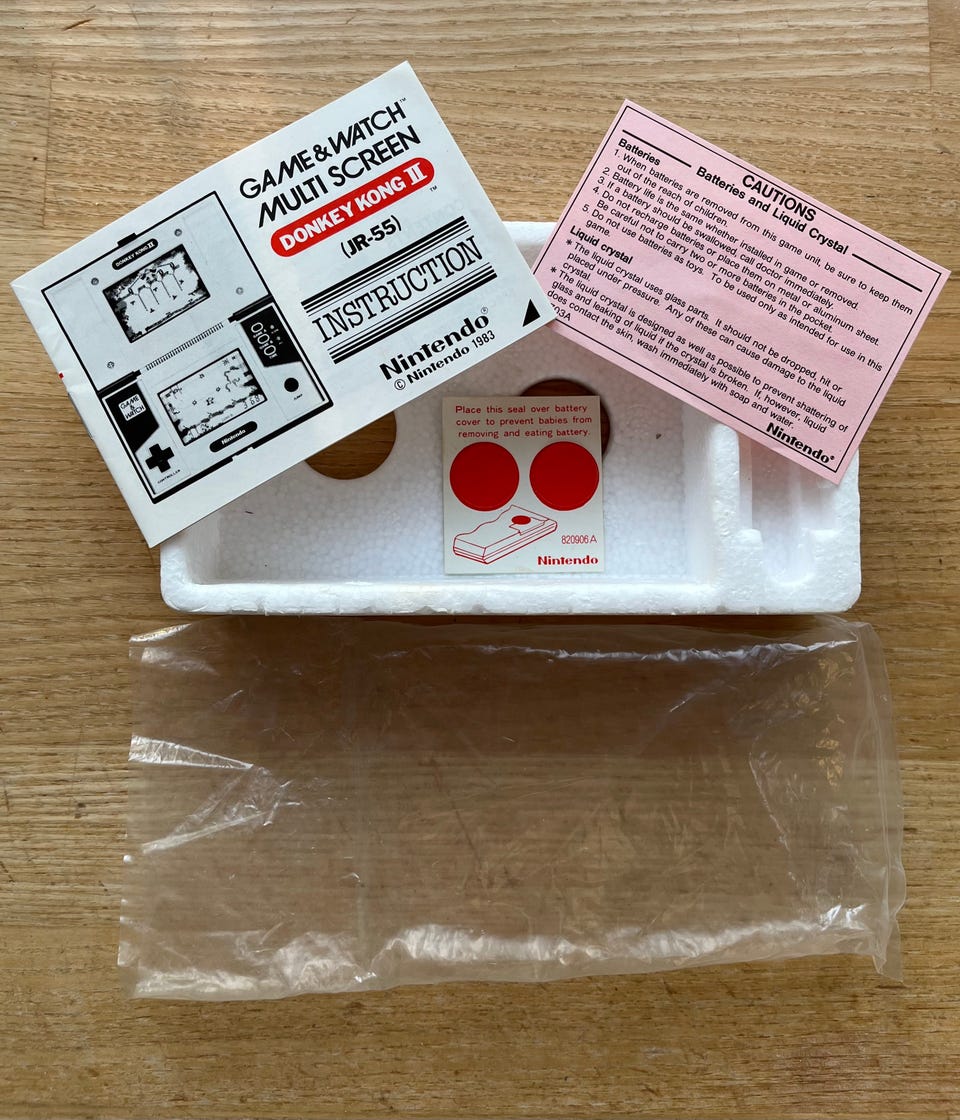 GAME & WATCH™
MULTI SCREEN
DONKEY KONG II™
(JR-55)
INSTRUCTION
Nintendo®
© Nintendo 1983
DONKEY KONG II
GAME & WATCH
Nintendo
CONTROLLER
JUMP
CAUTIONS
Batteries and Liquid Crystal
Batteries
1. When batteries are removed from this game unit, be sure to keep them
out of the reach of children.
2. Battery life is the same whether installed in game or removed.
3. If a battery should be swallowed, call doctor immediately.
4. Do not recharge batteries or place them on metal or aluminum sheet.
Be careful not to carry two or more batteries in the pocket.
5. Do not use batteries as toys. To be used only as intended for use in this
game.
Liquid crystal
* The liquid crystal uses glass parts. It should not be dropped, hit or
placed under pressure. Any of these can cause damage to the liquid
crystal.
* The liquid crystal is designed as well as possible to prevent shattering of
glass and leaking of liquid if the crystal is broken. If, however, liquid
does contact the skin, wash immediately with soap and water.
Nintendo®
Place this seal over battery
cover to prevent babies from
removing and eating battery.
820906 A
Nintendo